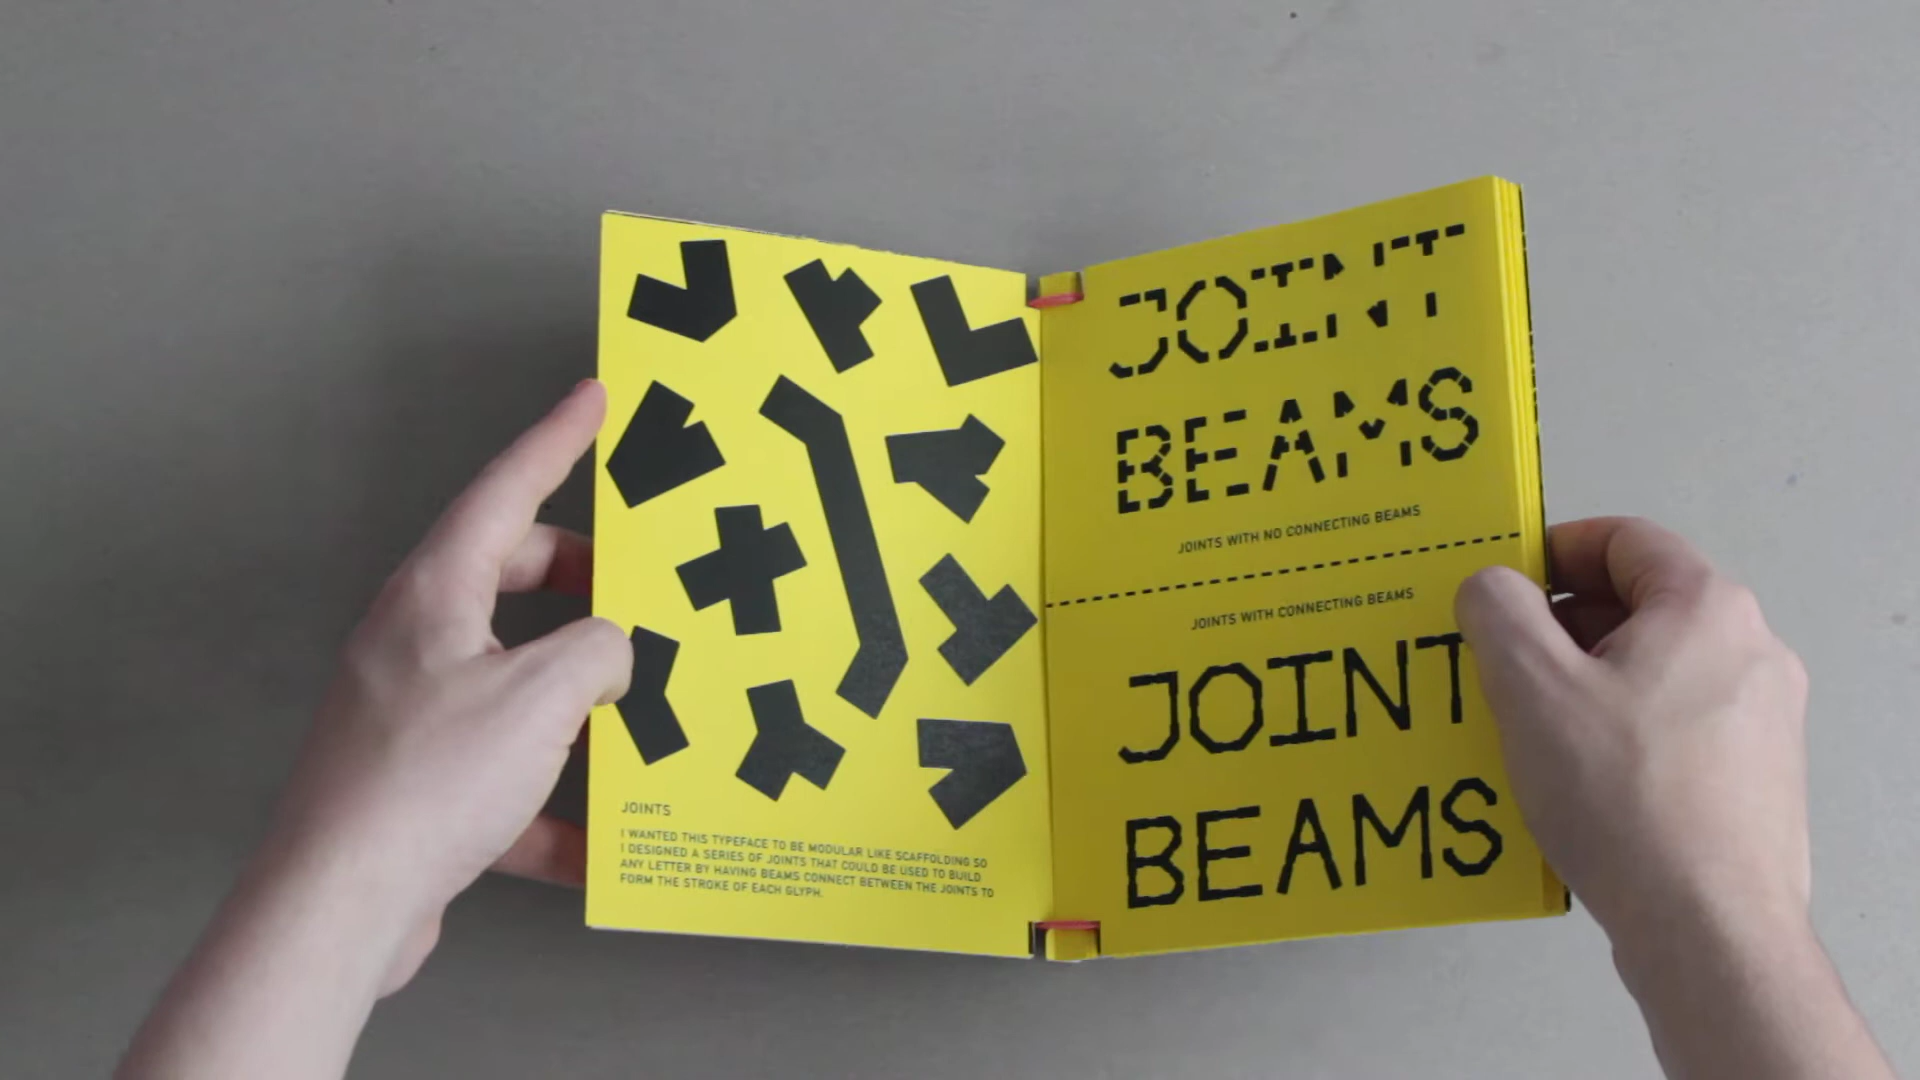 JOINTS
I WANTED THIS TYPEFACE TO BE MODULAR LIKE SCAFFOLDING SO
I DESIGNED A SERIES OF JOINTS THAT COULD BE USED TO BUILD
ANY LETTER BY HAVING BEAMS CONNECT BETWEEN THE JOINTS TO
FORM THE STROKE OF EACH GLYPH.
JOINT
BEAMS
JOINTS WITH NO CONNECTING BEAMS
JOINTS WITH CONNECTING BEAMS
JOINT
BEAMS